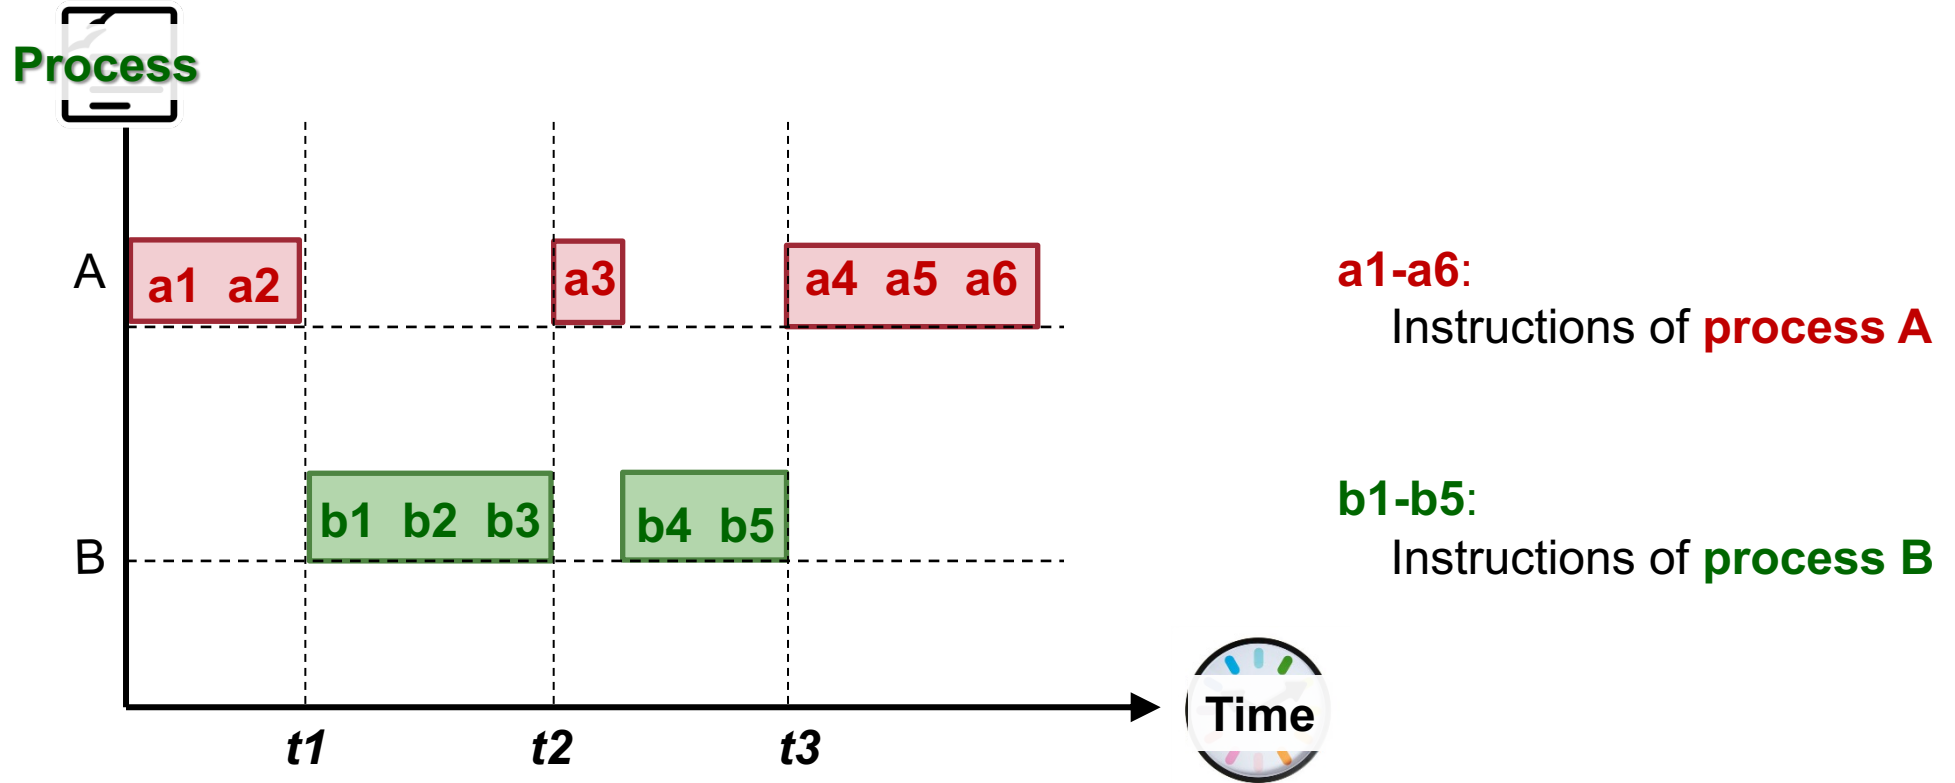 Process
A
a1 a2
a3
a4 a5 a6
a1-a6:
Instructions of process A
B
b1 b2 b3
b4 b5
b1-b5:
Instructions of process B
Time
t1
t2
t3